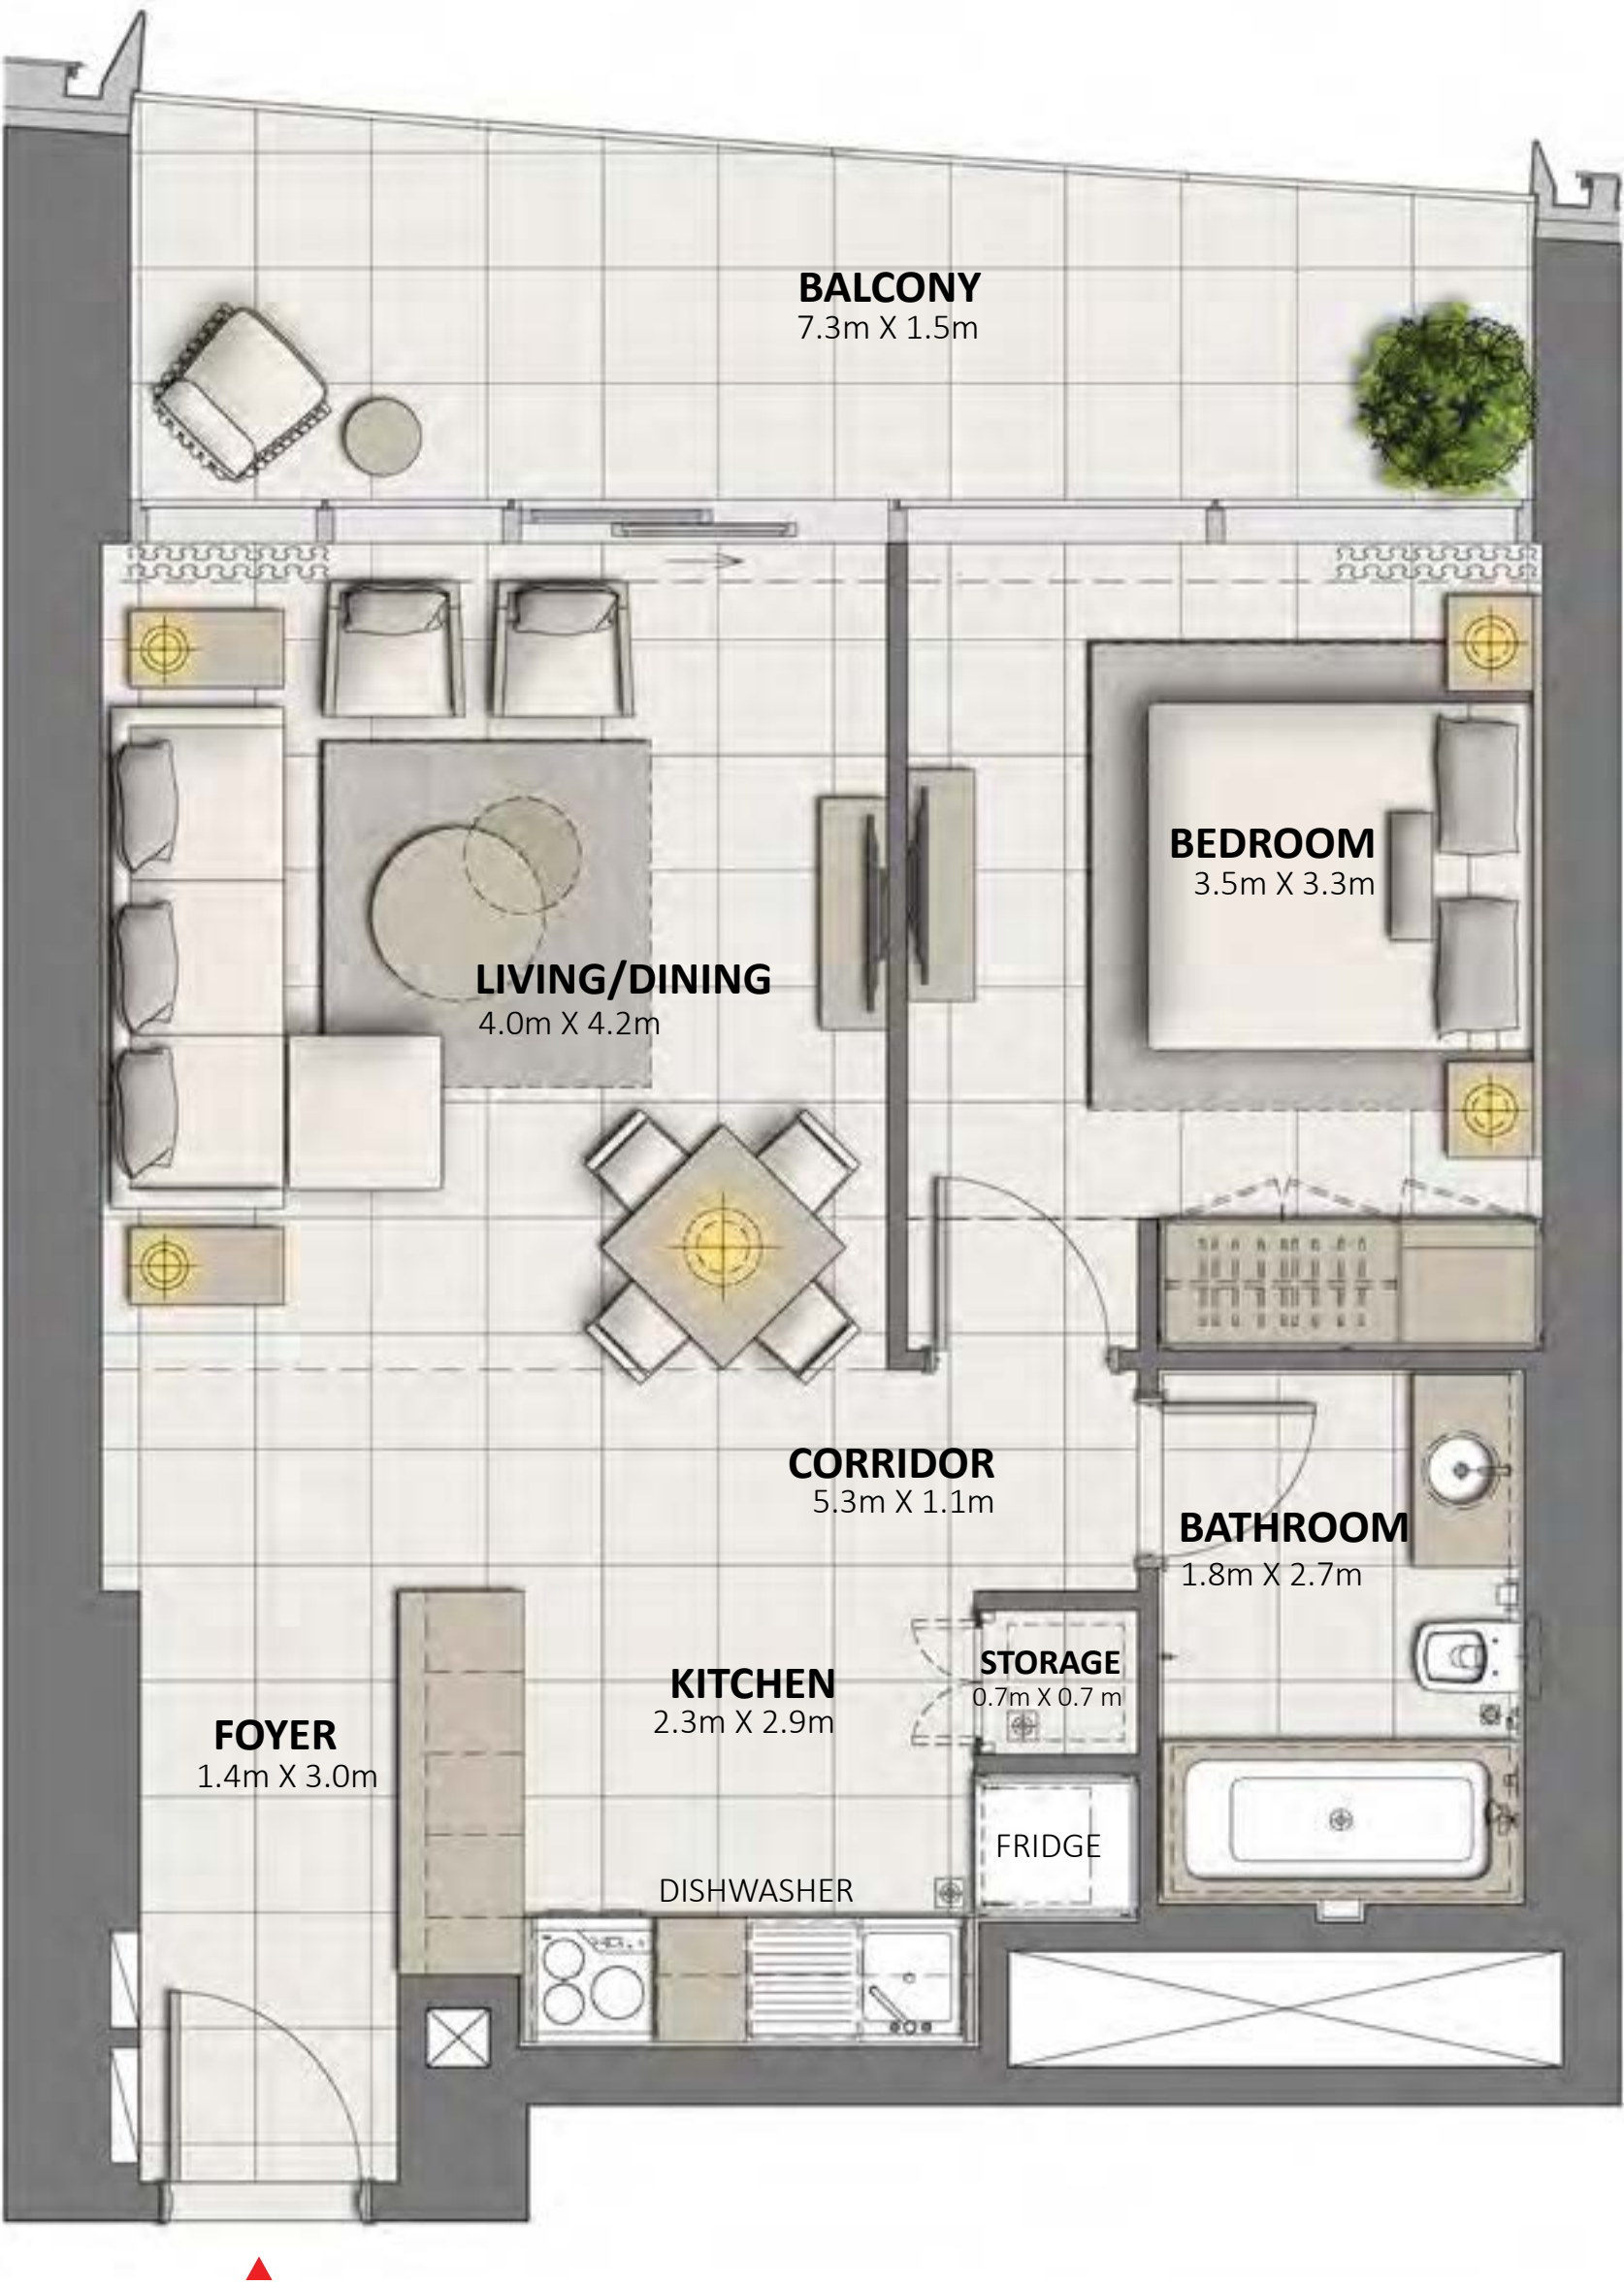 BALCONY
7.3m X 1.5m
BEDROOM
3.5m X 3.3m
LIVING/DINING
4.0m X 4.2m
CORRIDOR
5.3m X 1.1m
BATHROOM
1.8m X 2.7m
STORAGE
0.7m X 0.7 m
KITCHEN
2.3m X 2.9m
FOYER
1.4m X 3.0m
FRIDGE
DISHWASHER